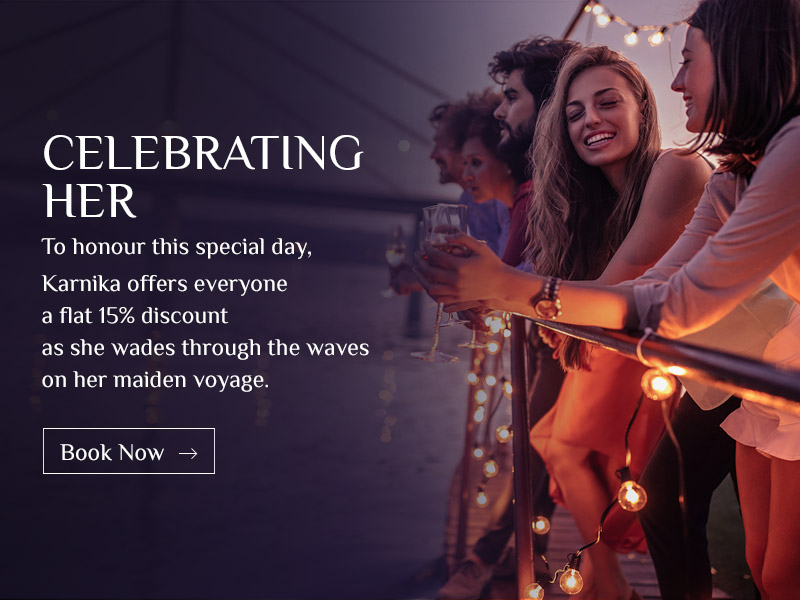 CELEBRATING
HER
To honour this special day,
Karnika offers everyone
a flat 15% discount
as she wades through the waves
on her maiden voyage.
Book Now →